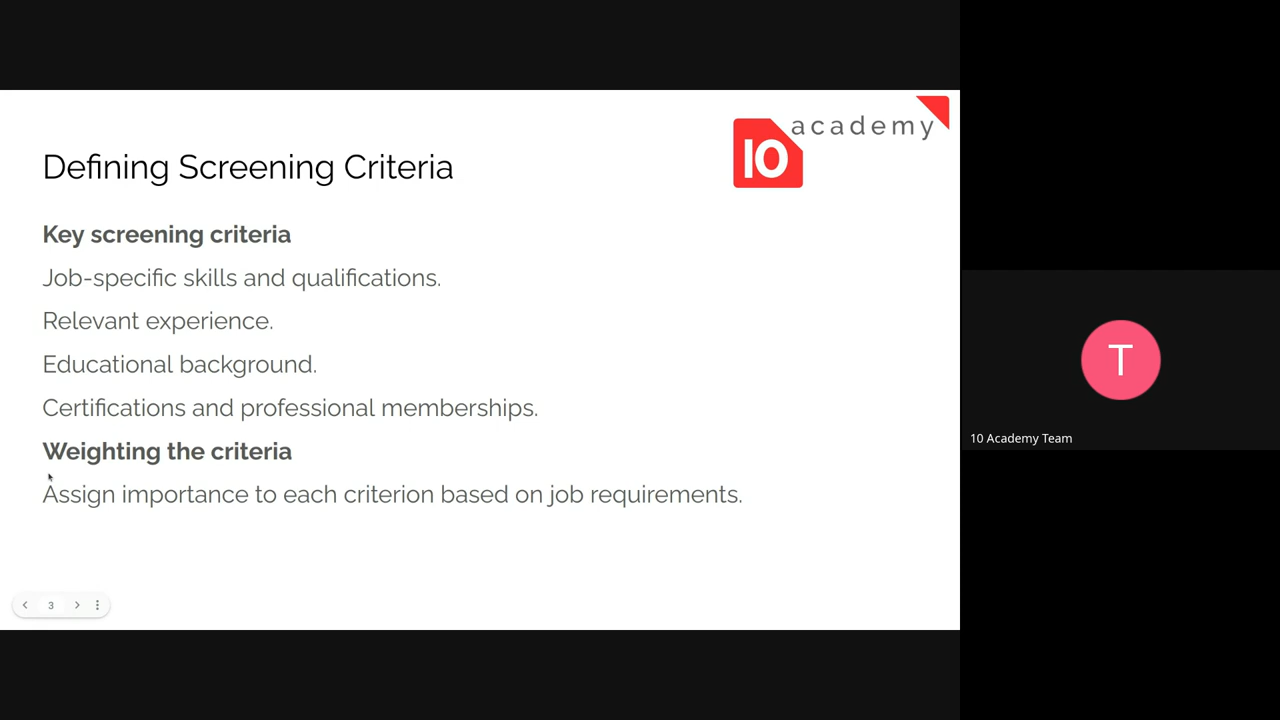 academy
10
Defining Screening Criteria
Key screening criteria
Job-specific skills and qualifications.
Relevant experience.
Educational background.
Certifications and professional memberships.
Weighting the criteria
Assign importance to each criterion based on job requirements.
3
T
10 Academy Team